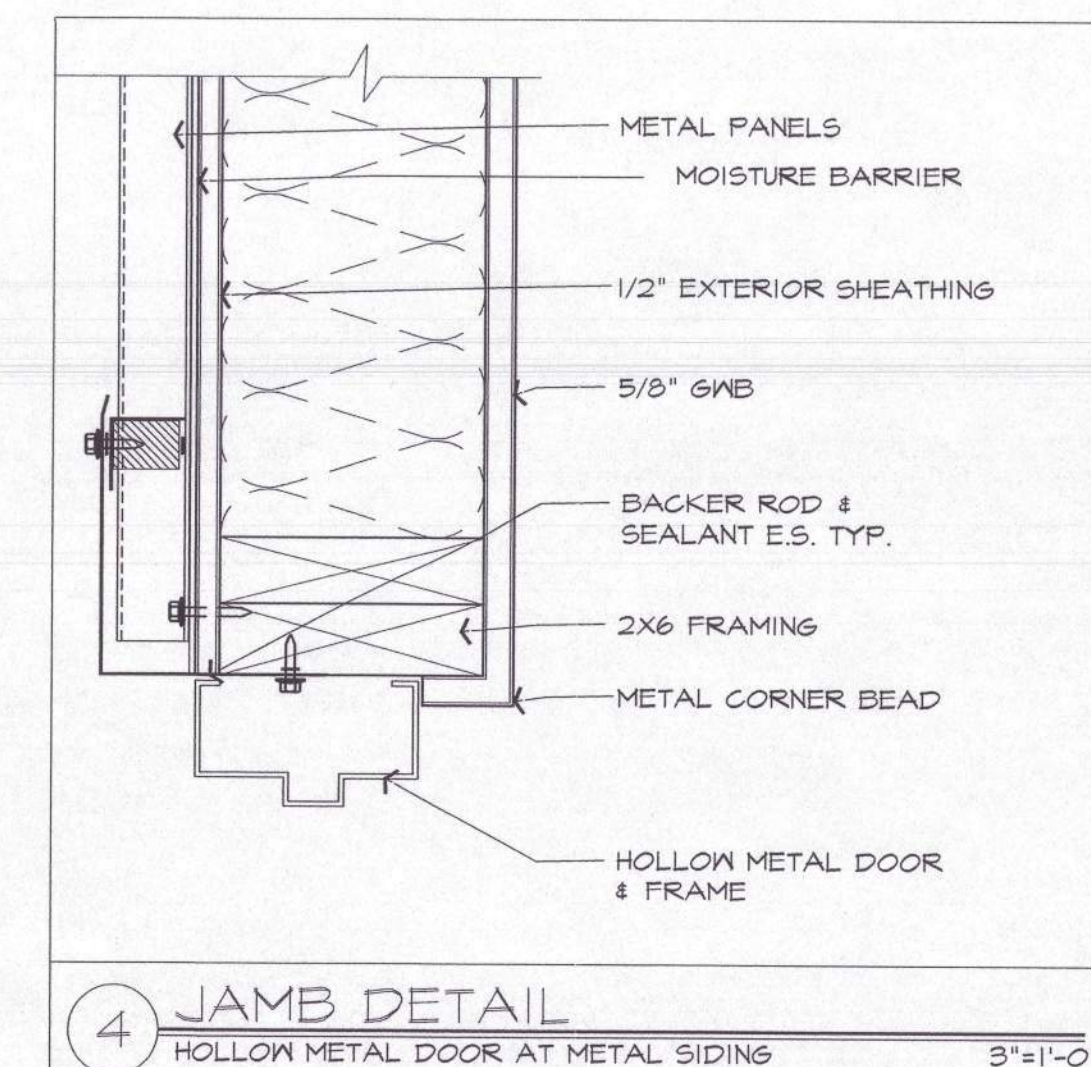 METAL PANELS
MOISTURE BARRIER
1/2" EXTERIOR SHEATHING
5/8" GWB
BACKER ROD &
SEALANT E.S. TYP.
2X6 FRAMING
METAL CORNER BEAD
HOLLOW METAL DOOR
& FRAME
4
JAMB DETAIL
HOLLOW METAL DOOR AT METAL SIDING
3"=1'-0